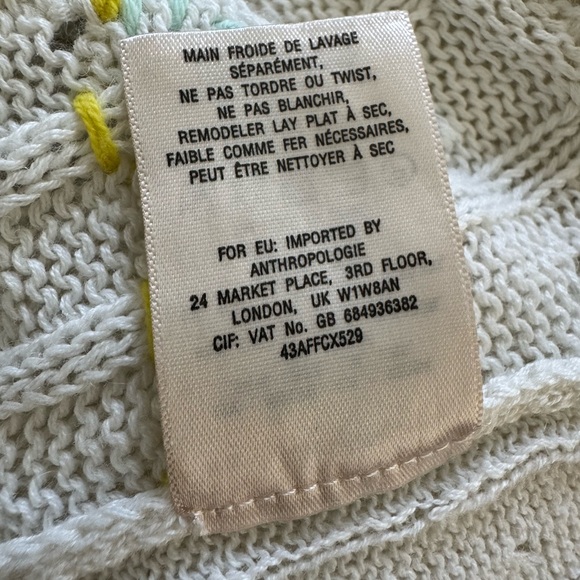 MAIN FROIDE DE LAVAGE
SÉPARÉMENT,
NE PAS TORDRE OU TWIST,
NE PAS BLANCHIR,
REMODELER LAY PLAT À SEC,
FAIBLE COMME FER NÉCESSAIRES,
PEUT ÊTRE NETTOYER À SEC
FOR EU: IMPORTED BY
ANTHROPOLOGIE
24 MARKET PLACE, 3RD FLOOR,
LONDON, UK W1W8AN
CIF: VAT No. GB 684936382
43AFFCX529